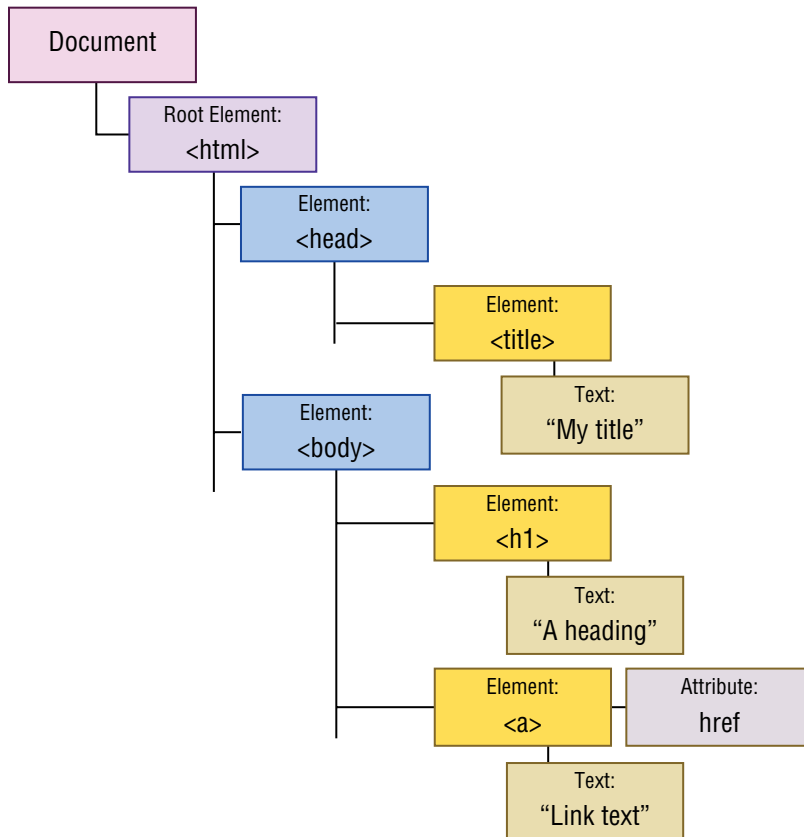 Document
Root Element:
<html>
Element:
<head>
Element:
<title>
Text:
“My title”
Element:
<body>
Element:
<h1>
Text:
“A heading”
Element:
<a>
Attribute:
href
Text:
“Link text”